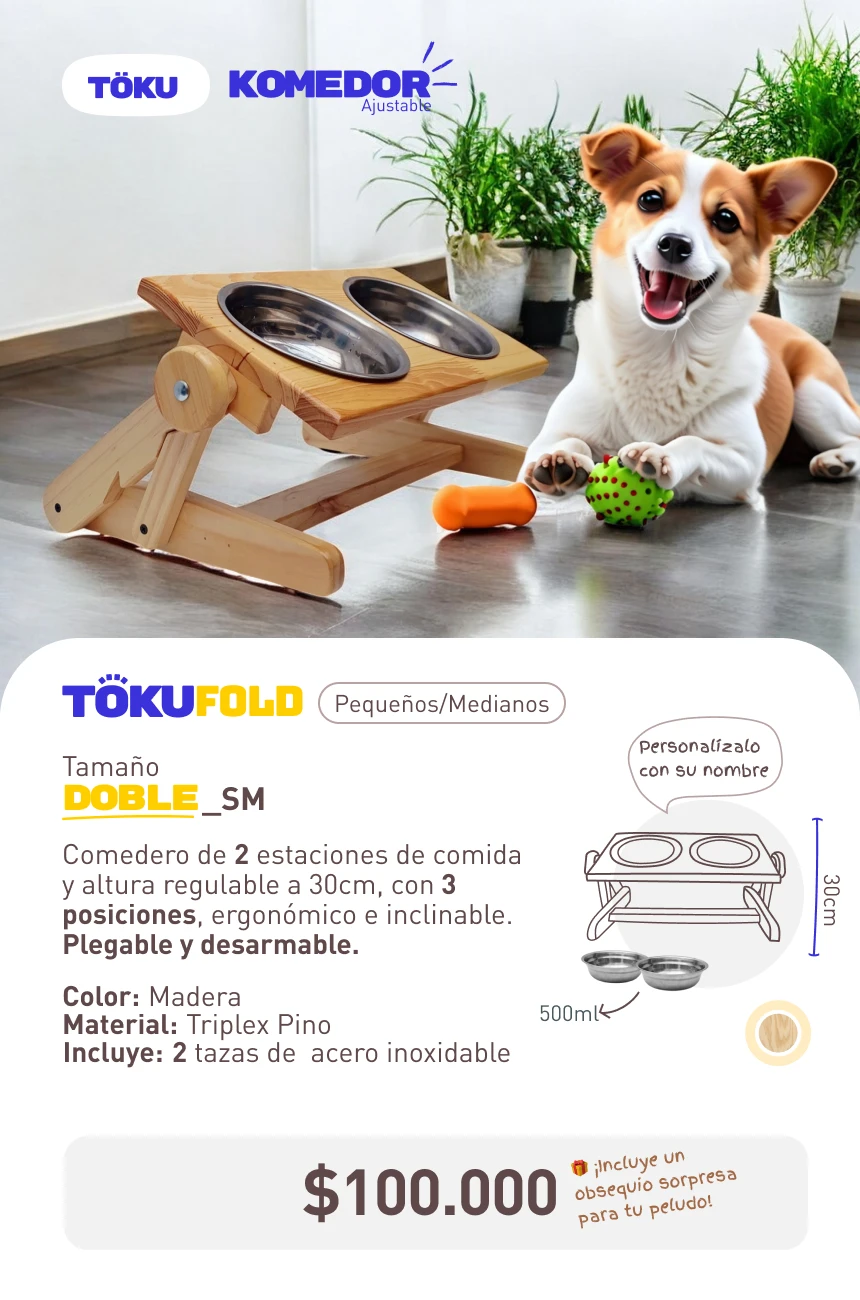 TÖKU
KOMEDOR
Ajustable
TÖKUFOLD
Pequeños/Medianos
Tamaño
DOBLE_SM
Personalízalo
con su nombre
Comedero de 2 estaciones de comida
y altura regulable a 30cm, con 3
posiciones, ergonómico e inclinable.
Plegable y desarmable.
30cm
Color: Madera
Material: Triplex Pino
Incluye: 2 tazas de acero inoxidable
500ml
$100.000
¡Incluye un
obsequio sorpresa
para tu peludo!